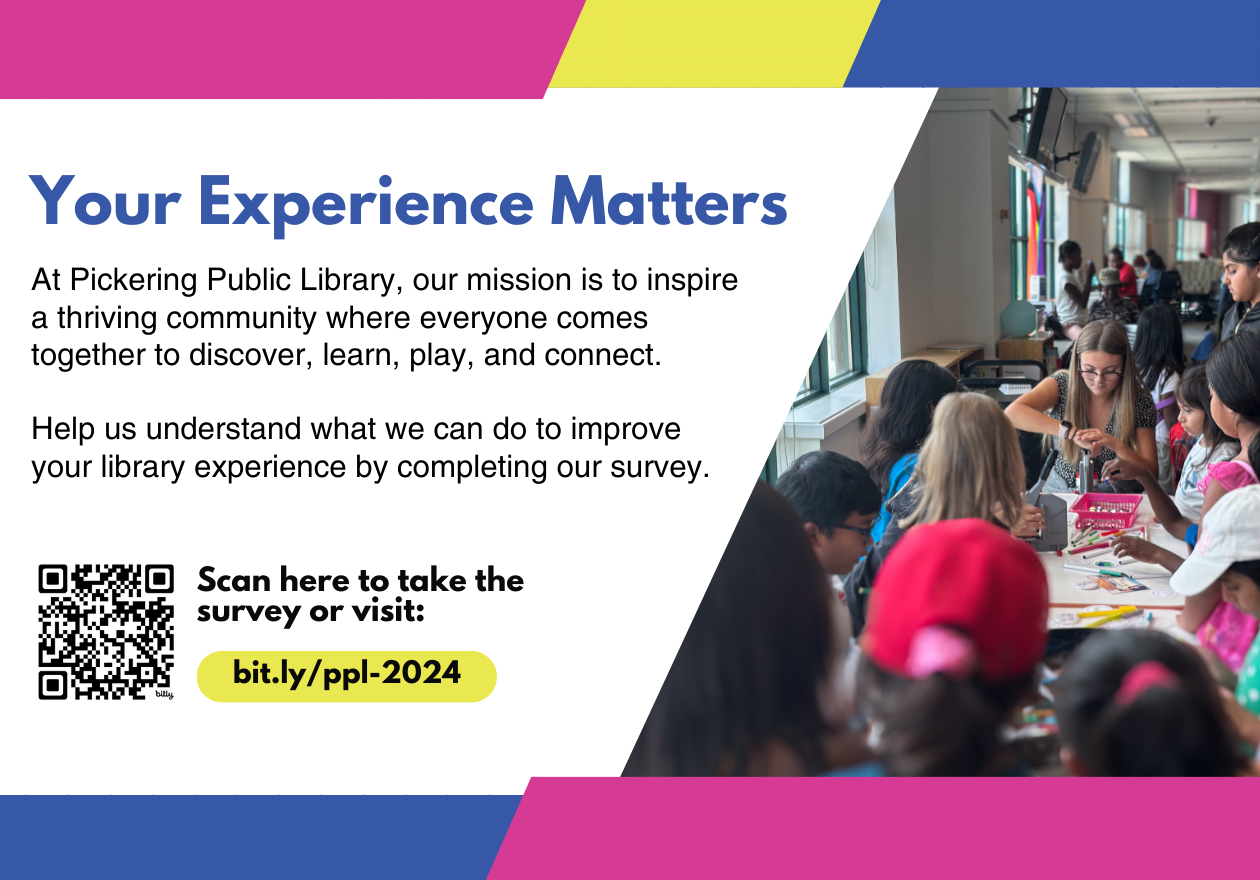 Your Experience Matters
At Pickering Public Library, our mission is to inspire
a thriving community where everyone comes
together to discover, learn, play, and connect.
Help us understand what we can do to improve
your library experience by completing our survey.
Scan here to take the
survey or visit:
bit.ly/ppl-2024
bitly